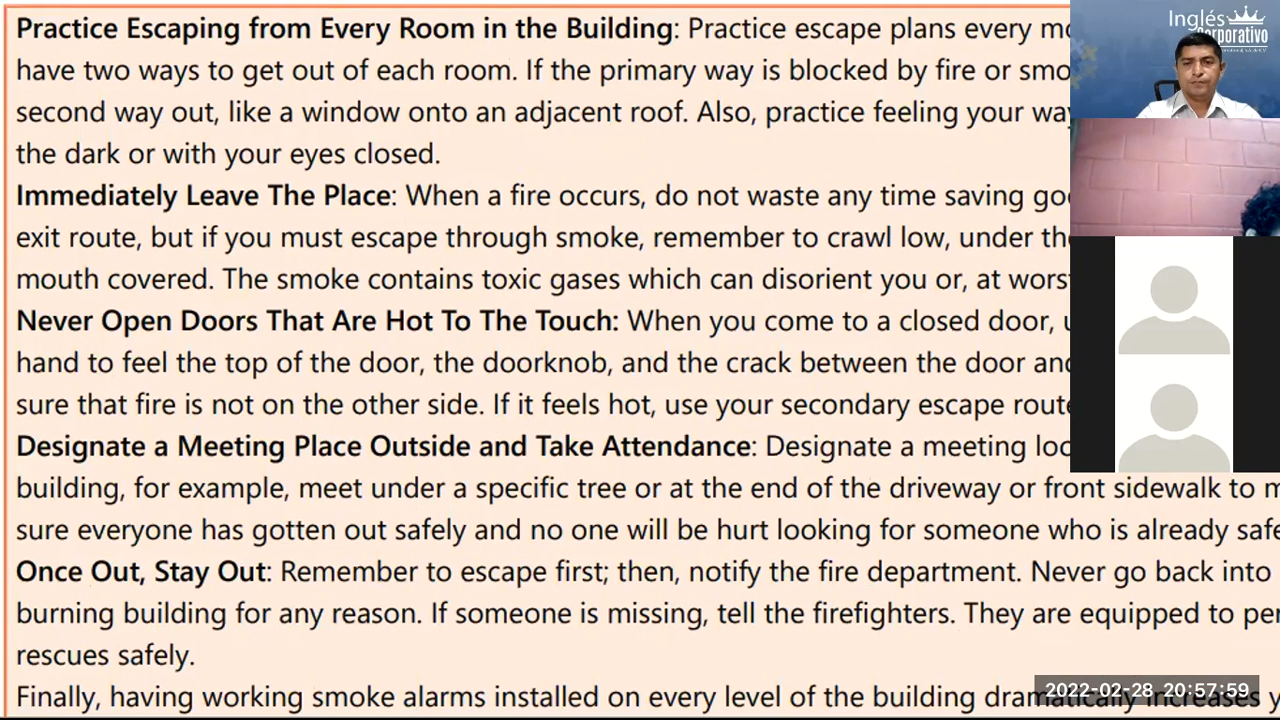 Practice Escaping from Every Room in the Building: Practice escape plans every
have two ways to get out of each room. If the primary way is blocked by fire or
second way out, like a window onto an adjacent roof. Also, practice feeling your
the dark or with your eyes closed.
Immediately Leave The Place: When a fire occurs, do not waste any time saving
exit route, but if you must escape through smoke, remember to crawl low, under
mouth covered. The smoke contains toxic gases which can disorient you or, at worst
Never Open Doors That Are Hot To The Touch: When you come to a closed door,
hand to feel the top of the door, the doorknob, and the crack between the door
sure that fire is not on the other side. If it feels hot, use your secondary escape route
Designate a Meeting Place Outside and Take Attendance: Designate a meeting
building, for example, meet under a specific tree or at the end of the driveway or front sidewalk to
sure everyone has gotten out safely and no one will be hurt looking for someone who is already
Once Out, Stay Out: Remember to escape first; then, notify the fire department. Never go back into
burning building for any reason. If someone is missing, tell the firefighters. They are equipped to
rescues safely.
Finally, having working smoke alarms installed on every level of the building dramatically increases
Inglés
Corporativo
2022-02-28 20:57:59